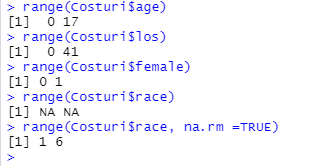 > range(Costuri$age)
[1]  0 17
> range(Costuri$los)
[1]  0 41
> range(Costuri$female)
[1] 0 1
> range(Costuri$race)
[1] NA NA
> range(Costuri$race, na.rm =TRUE)
[1] 1 6
>